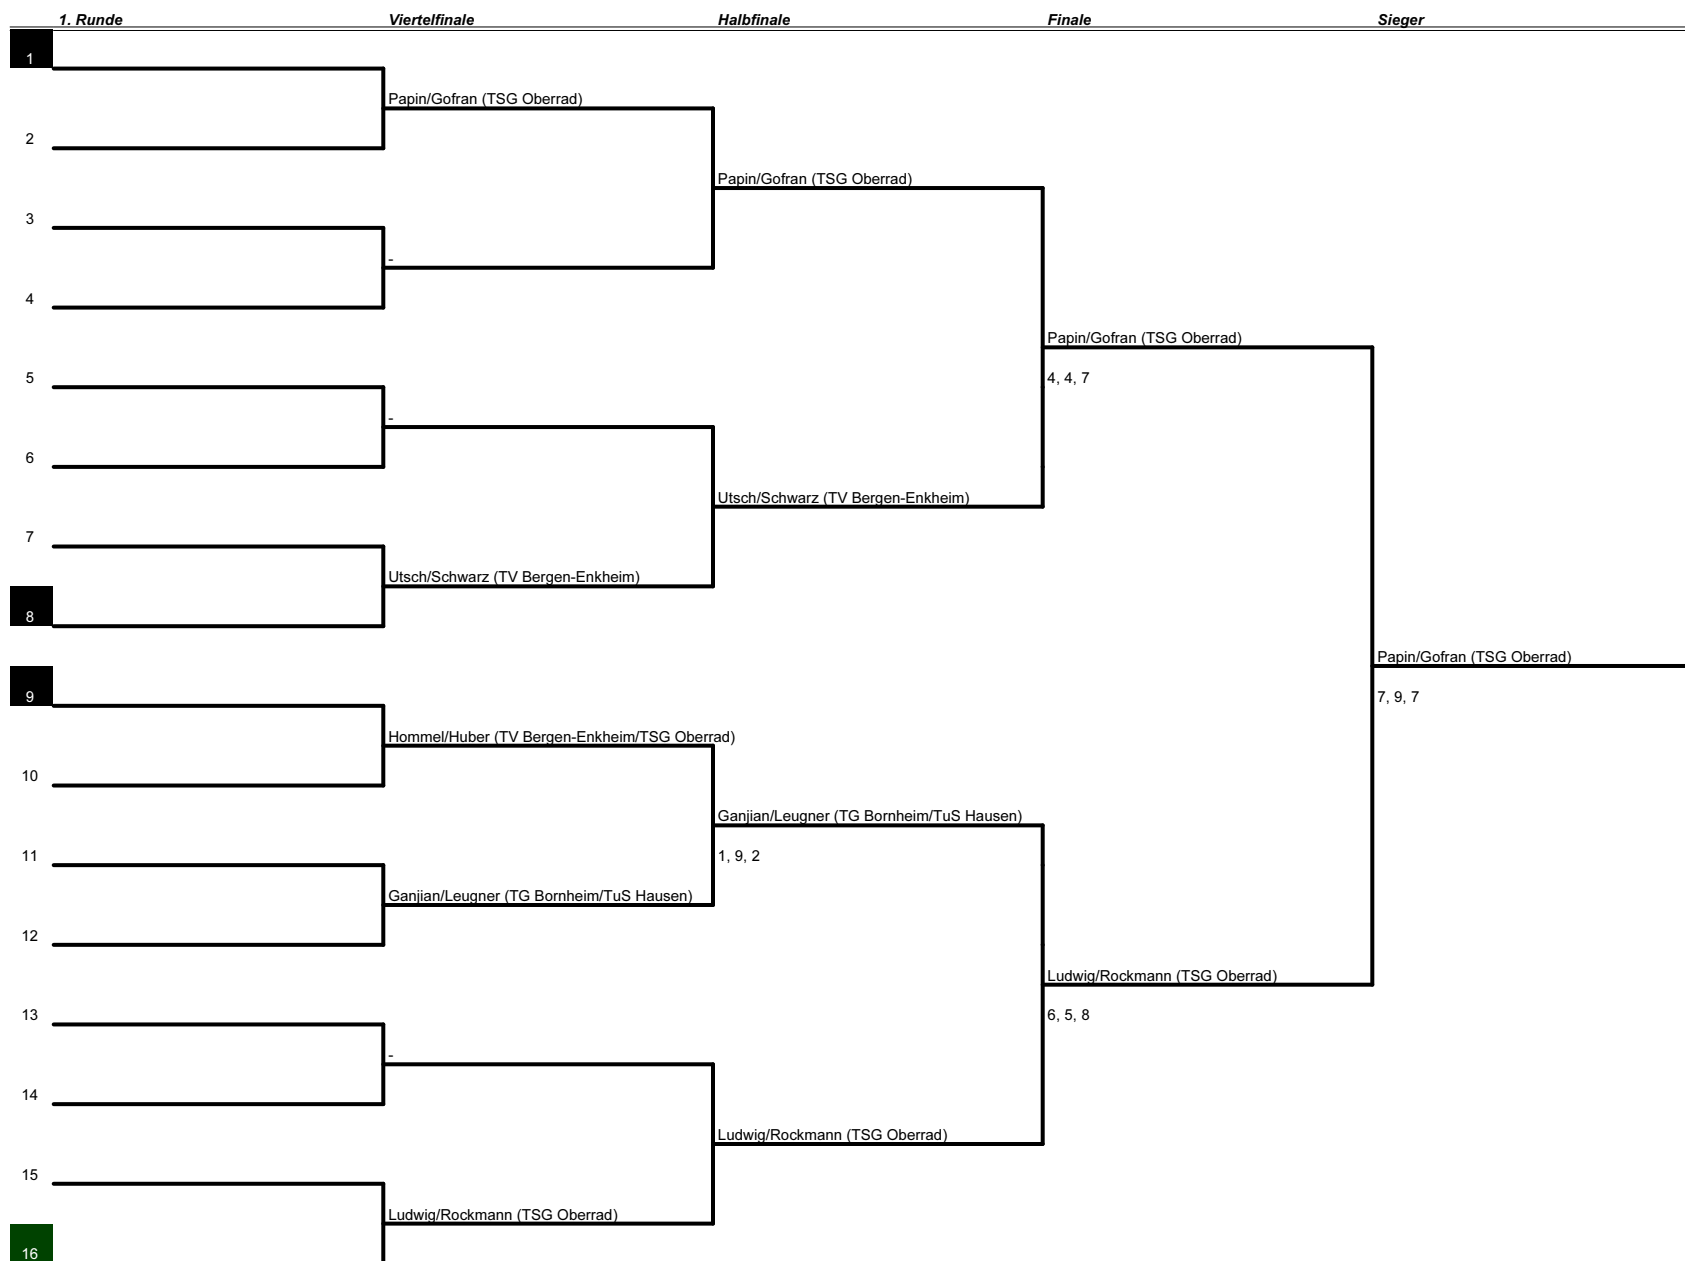 1. Runde Viertelfinale Halbfinale Finale Sieger
1
Papin/Gofran (TSG Oberrad)
2
Papin/Gofran (TSG Oberrad)
3
-
4
Papin/Gofran (TSG Oberrad)
5
4, 4, 7
-
6
Utsch/Schwarz (TV Bergen-Enkheim)
7
Utsch/Schwarz (TV Bergen-Enkheim)
8
Papin/Gofran (TSG Oberrad)
9
7, 9, 7
Hommel/Huber (TV Bergen-Enkheim/TSG Oberrad)
10
Ganjian/Leugner (TG Bornheim/TuS Hausen)
11
1, 9, 2
Ganjian/Leugner (TG Bornheim/TuS Hausen)
12
Ludwig/Rockmann (TSG Oberrad)
13
6, 5, 8
-
14
Ludwig/Rockmann (TSG Oberrad)
15
Ludwig/Rockmann (TSG Oberrad)
16